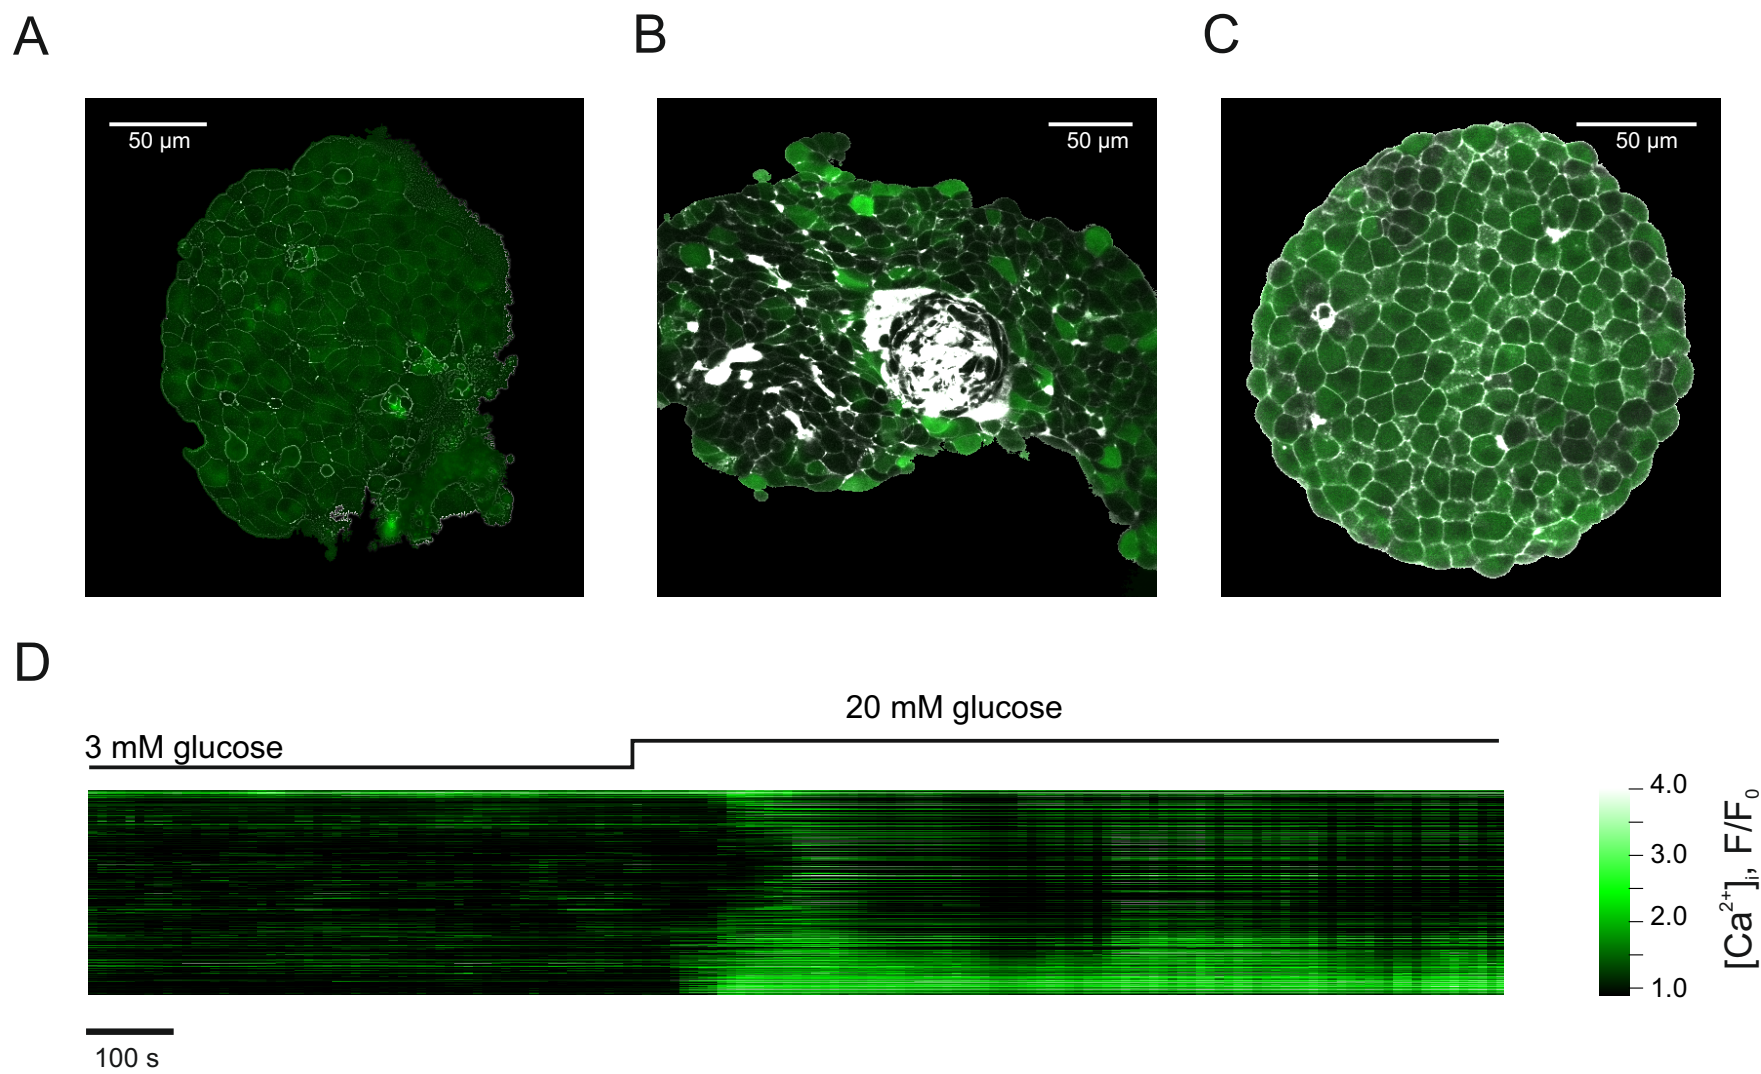 A
B
C
50 µm
50 µm
50 µm
D
20 mM glucose
3 mM glucose
4.0
3.0
2.0
1.0
[Ca2+]i, F/F0
100 s